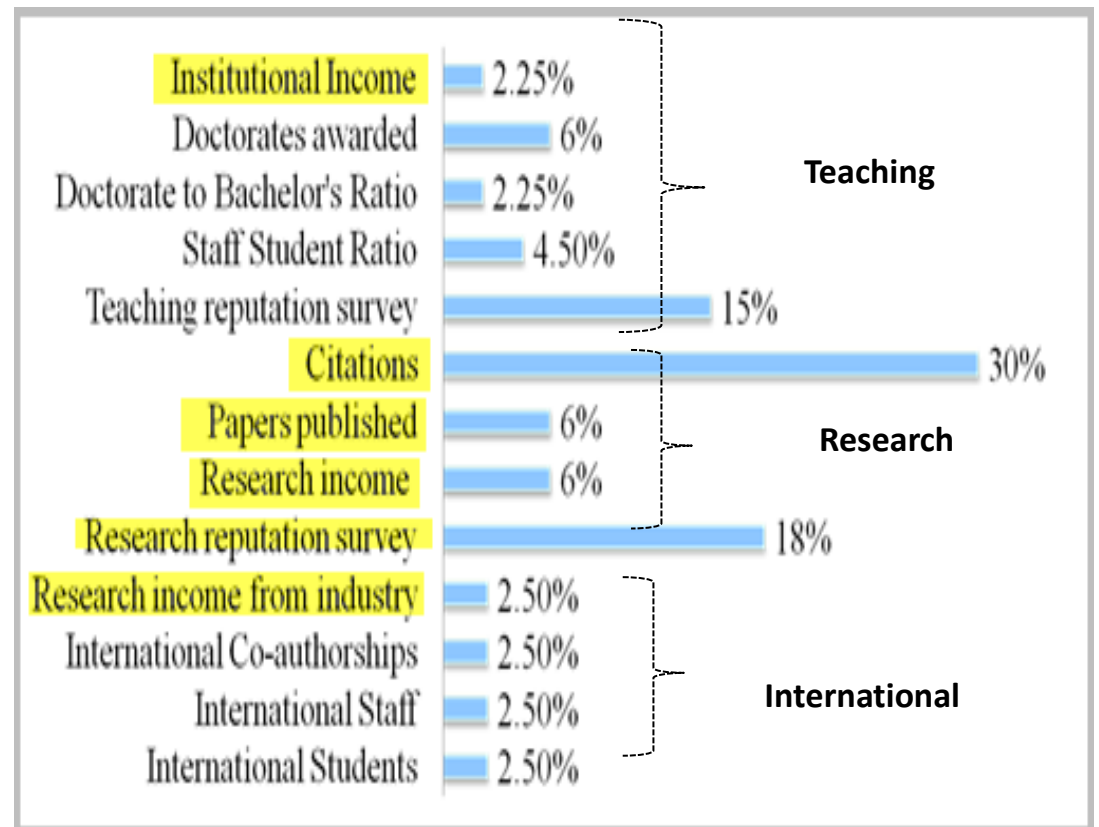 Institutional Income 2.25%
Doctorates awarded 6%
Doctorate to Bachelor's Ratio 2.25%
Staff Student Ratio 4.50%
Teaching reputation survey 15%
Teaching
Citations 30%
Papers published 6%
Research income 6%
Research reputation survey 18%
Research
Research income from industry 2.50%
International Co-authorships 2.50%
International Staff 2.50%
International Students 2.50%
International